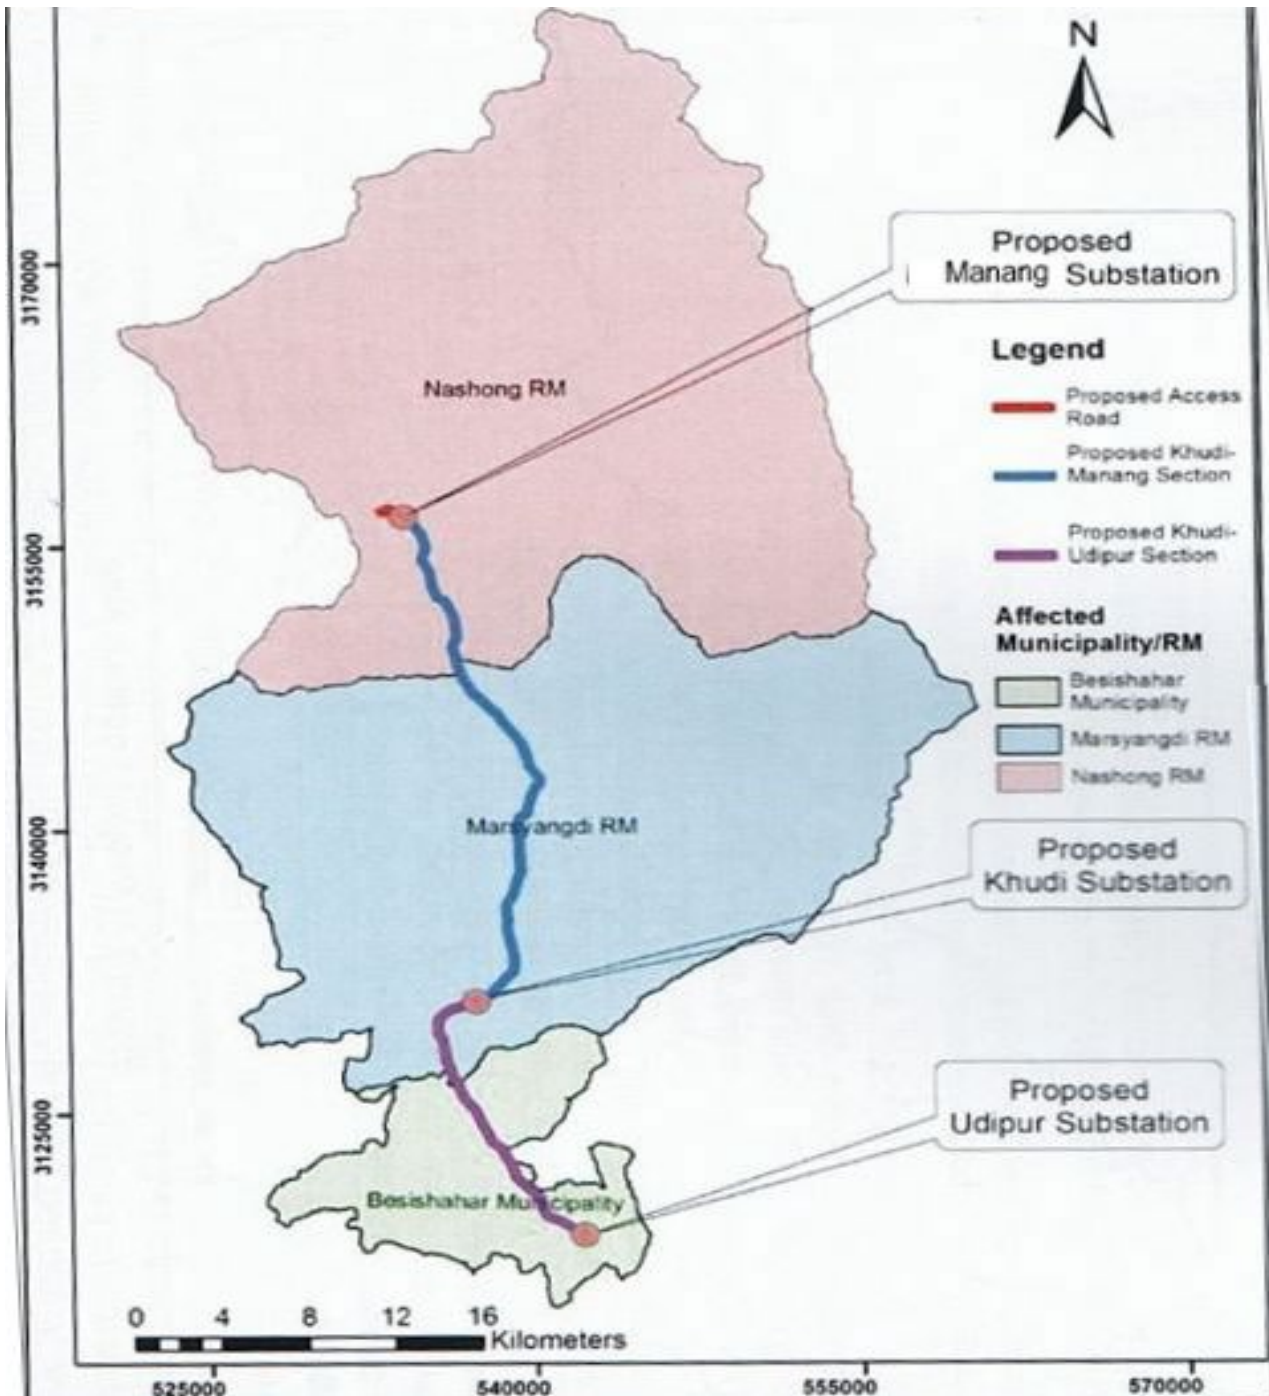 N
Proposed
Manang Substation
3170000
Legend
Nashong RM
Proposed Access
Road
Proposed Khudi-
Manang Section
Proposed Khudi-
Udipur Section
3155000
Affected
Municipality/RM
Besishahar
Municipality
Marsyangdi RM
Nashong RM
Marsyangdi RM
3140000
Proposed
Khudi Substation
Proposed
Udipur Substation
3125000
Besishahar Municipality
0 4 8 12 16
Kilometers
525000 540000 555000 570000